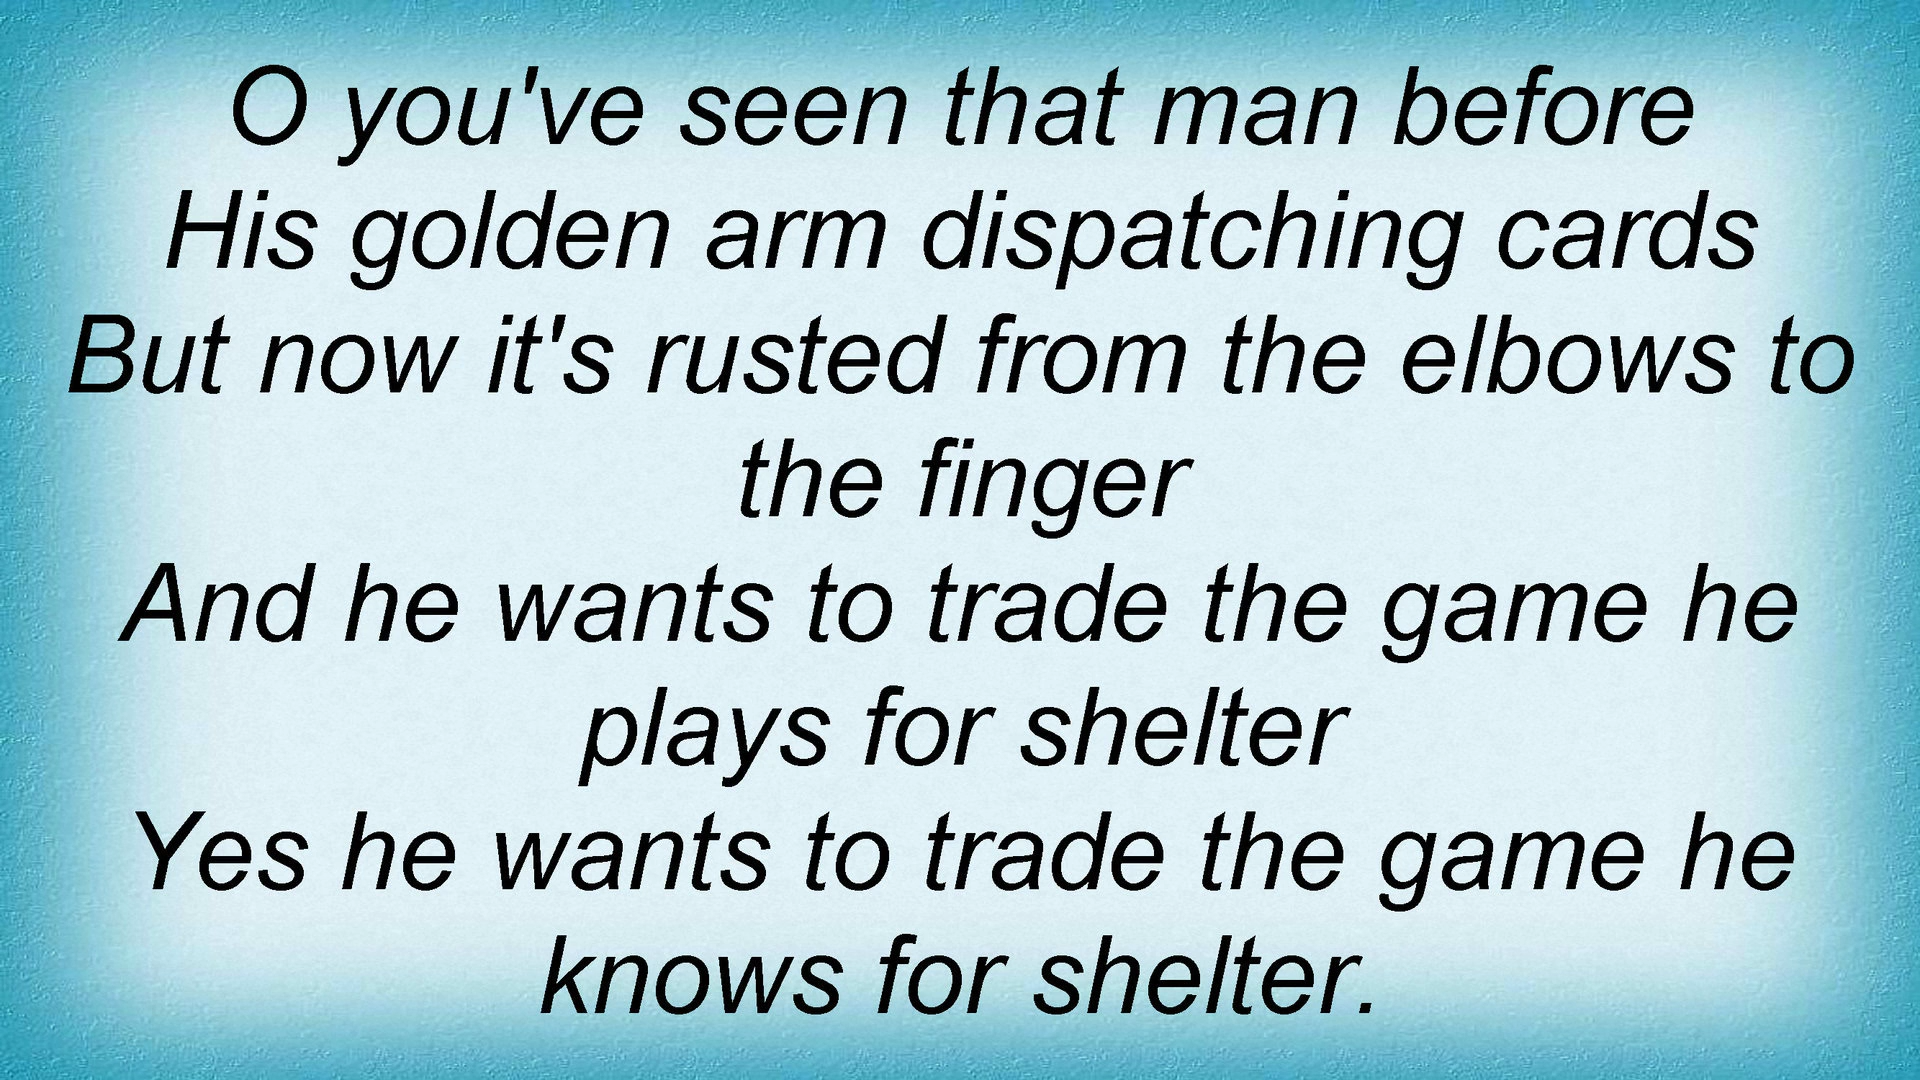 O you've seen that man before
His golden arm dispatching cards
But now it's rusted from the elbows to
the finger
And he wants to trade the game he
plays for shelter
Yes he wants to trade the game he
knows for shelter.